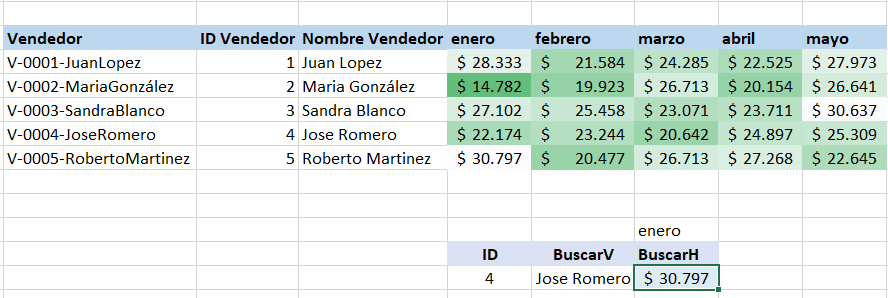 Vendedor ID Vendedor Nombre Vendedor enero febrero marzo abril mayo
V-0001-JuanLopez 1 Juan Lopez $ 28.333 $ 21.584 $ 24.285 $ 22.525 $ 27.973
V-0002-MariaGonzález 2 Maria González $ 14.782 $ 19.923 $ 26.713 $ 20.154 $ 26.641
V-0003-SandraBlanco 3 Sandra Blanco $ 27.102 $ 25.458 $ 23.071 $ 23.711 $ 30.637
V-0004-JoseRomero 4 Jose Romero $ 22.174 $ 23.244 $ 20.642 $ 24.897 $ 25.309
V-0005-RobertoMartinez 5 Roberto Martinez $ 30.797 $ 20.477 $ 26.713 $ 27.268 $ 22.645
enero
ID BuscarV BuscarH
4 Jose Romero $ 30.797